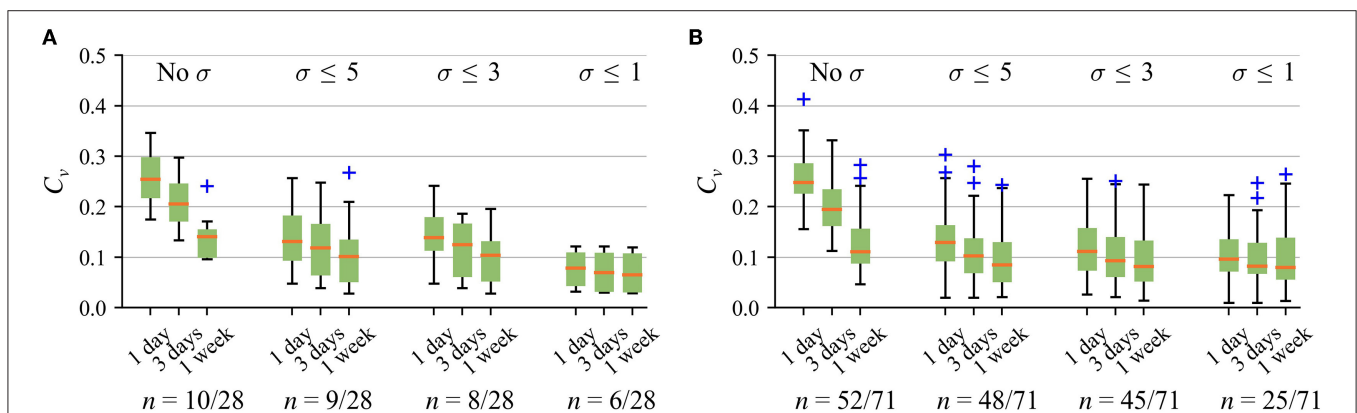 A
B
0.5
0.4
0.3
0.2
0.1
0.0
Cᵥ
No σ
σ ≤ 5
σ ≤ 3
σ ≤ 1
1 day
3 days
1 week
1 day
3 days
1 week
1 day
3 days
1 week
1 day
3 days
1 week
n = 10/28
n = 9/28
n = 8/28
n = 6/28
0.5
0.4
0.3
0.2
0.1
0.0
Cᵥ
No σ
σ ≤ 5
σ ≤ 3
σ ≤ 1
1 day
3 days
1 week
1 day
3 days
1 week
1 day
3 days
1 week
1 day
3 days
1 week
n = 52/71
n = 48/71
n = 45/71
n = 25/71